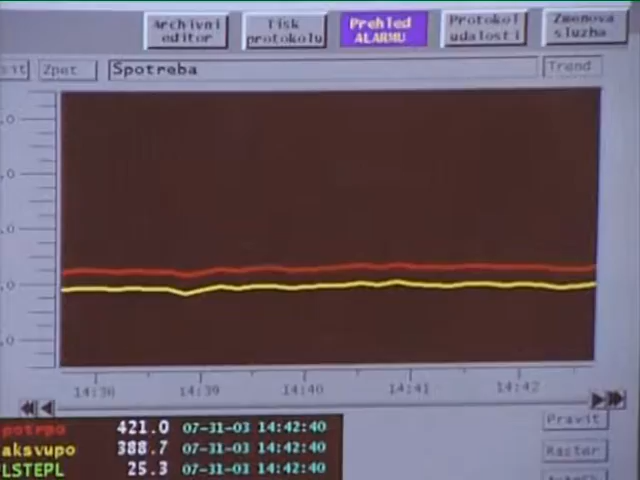 Archivni editor
Tisk protokolu
Prehled ALARMU
Protokol udalosti
Zmenova sluzba
Zpet
Spotreba
Trend
14:38 14:39 14:40 14:41 14:42
potrpo 421.0 07-31-03 14:42:40
aksvupo 388.7 07-31-03 14:42:40
LSTEPL 25.3 07-31-03 14:42:40
Pravit
Raster